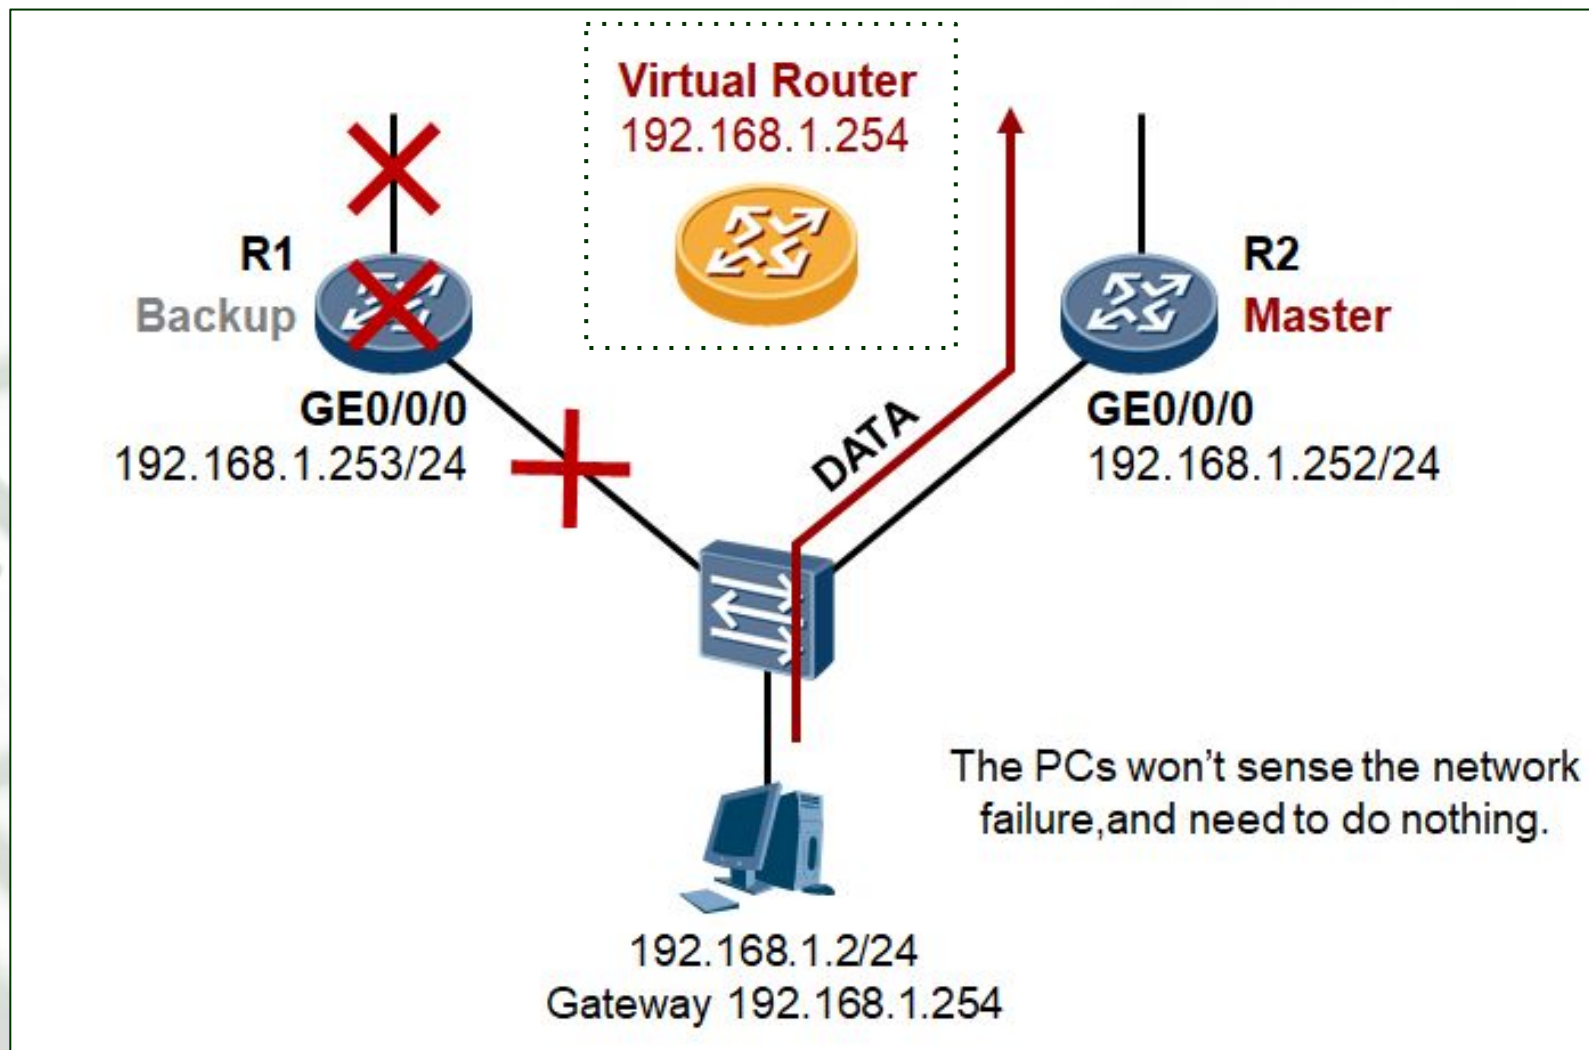 Virtual Router
192.168.1.254
R1
Backup
R2
Master
GE0/0/0
192.168.1.253/24
DATA
GE0/0/0
192.168.1.252/24
The PCs won't sense the network
failure,and need to do nothing.
192.168.1.2/24
Gateway 192.168.1.254